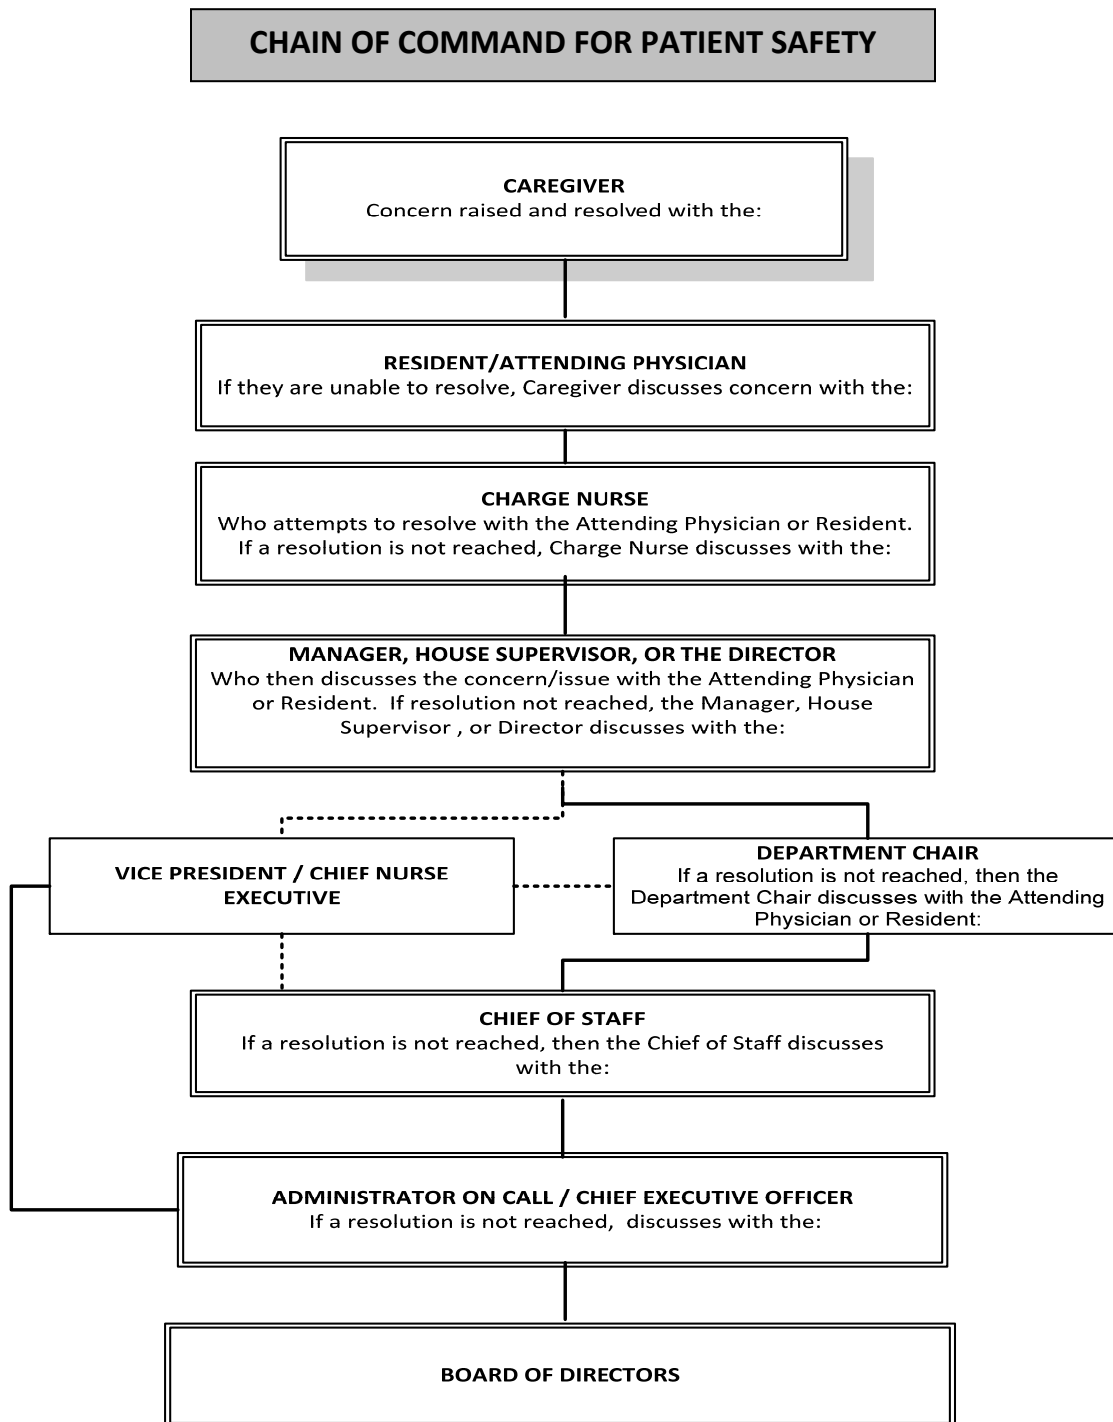 CHAIN OF COMMAND FOR PATIENT SAFETY
CAREGIVER
Concern raised and resolved with the:
RESIDENT/ATTENDING PHYSICIAN
If they are unable to resolve, Caregiver discusses concern with the:
CHARGE NURSE
Who attempts to resolve with the Attending Physician or Resident.
If a resolution is not reached, Charge Nurse discusses with the:
MANAGER, HOUSE SUPERVISOR, OR THE DIRECTOR
Who then discusses the concern/issue with the Attending Physician
or Resident.  If resolution not reached, the Manager, House
Supervisor , or Director discusses with the:
VICE PRESIDENT / CHIEF NURSE
EXECUTIVE
DEPARTMENT CHAIR
If a resolution is not reached, then the
Department Chair discusses with the Attending
Physician or Resident:
CHIEF OF STAFF
If a resolution is not reached, then the Chief of Staff discusses
with the:
ADMINISTRATOR ON CALL / CHIEF EXECUTIVE OFFICER
If a resolution is not reached,  discusses with the:
BOARD OF DIRECTORS